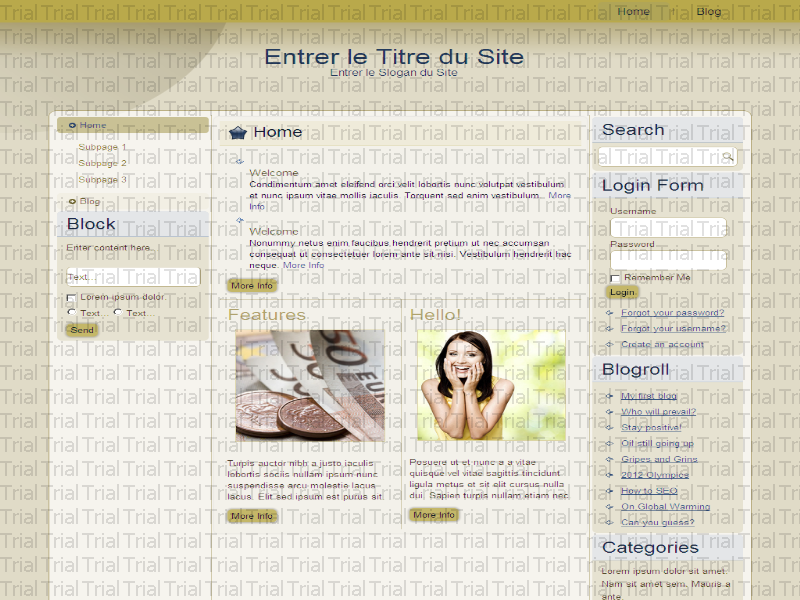 Home
Blog
Entrer le Titre du Site
Entrer le Slogan du Site
Home
Subpage 1
Subpage 2
Subpage 3
Blog
Block
Enter content here...
Text...
Lorem ipsum dolor
Text... Text...
Send
Home
Welcome
Condimentum amet eleifend orci velit lobortis nunc volutpat vestibulum
et nunc ipsum vitae mollis iaculis. Torquent sed enim vestibulum... More
Info
Welcome
Nonummy netus enim faucibus hendrerit pretium ut nec accumsan
consequat ut consectetuer lorem ante sit nisi. Vestibulum hendrerit hac
neque. More Info
More Info
Features
Turpis auctor nibh a justo iaculis
lobortis sociis nullam ipsum nunc
suspendisse arcu molestie lacus
lacus. Elit sed ipsum est purus sit.
More Info
Hello!
Posuere ut et nunc a a vitae
quisque vel vitae sagittis tincidunt
ligula metus et sit elit cursus nulla
dui. Sapien turpis nullam etiam nec.
More Info
Search
Login Form
Username
Password
Remember Me
Login
Forgot your password?
Forgot your username?
Create an account
Blogroll
My first blog
Who will prevail?
Stay positive!
Oil still going up
Gripes and Grins
2012 Olympics
How to SEO
On Global Warming
Can you guess?
Categories
Lorem ipsum dolor sit amet.
Nam sit amet sem. Mauris a
ante.
50 EURO
Trial